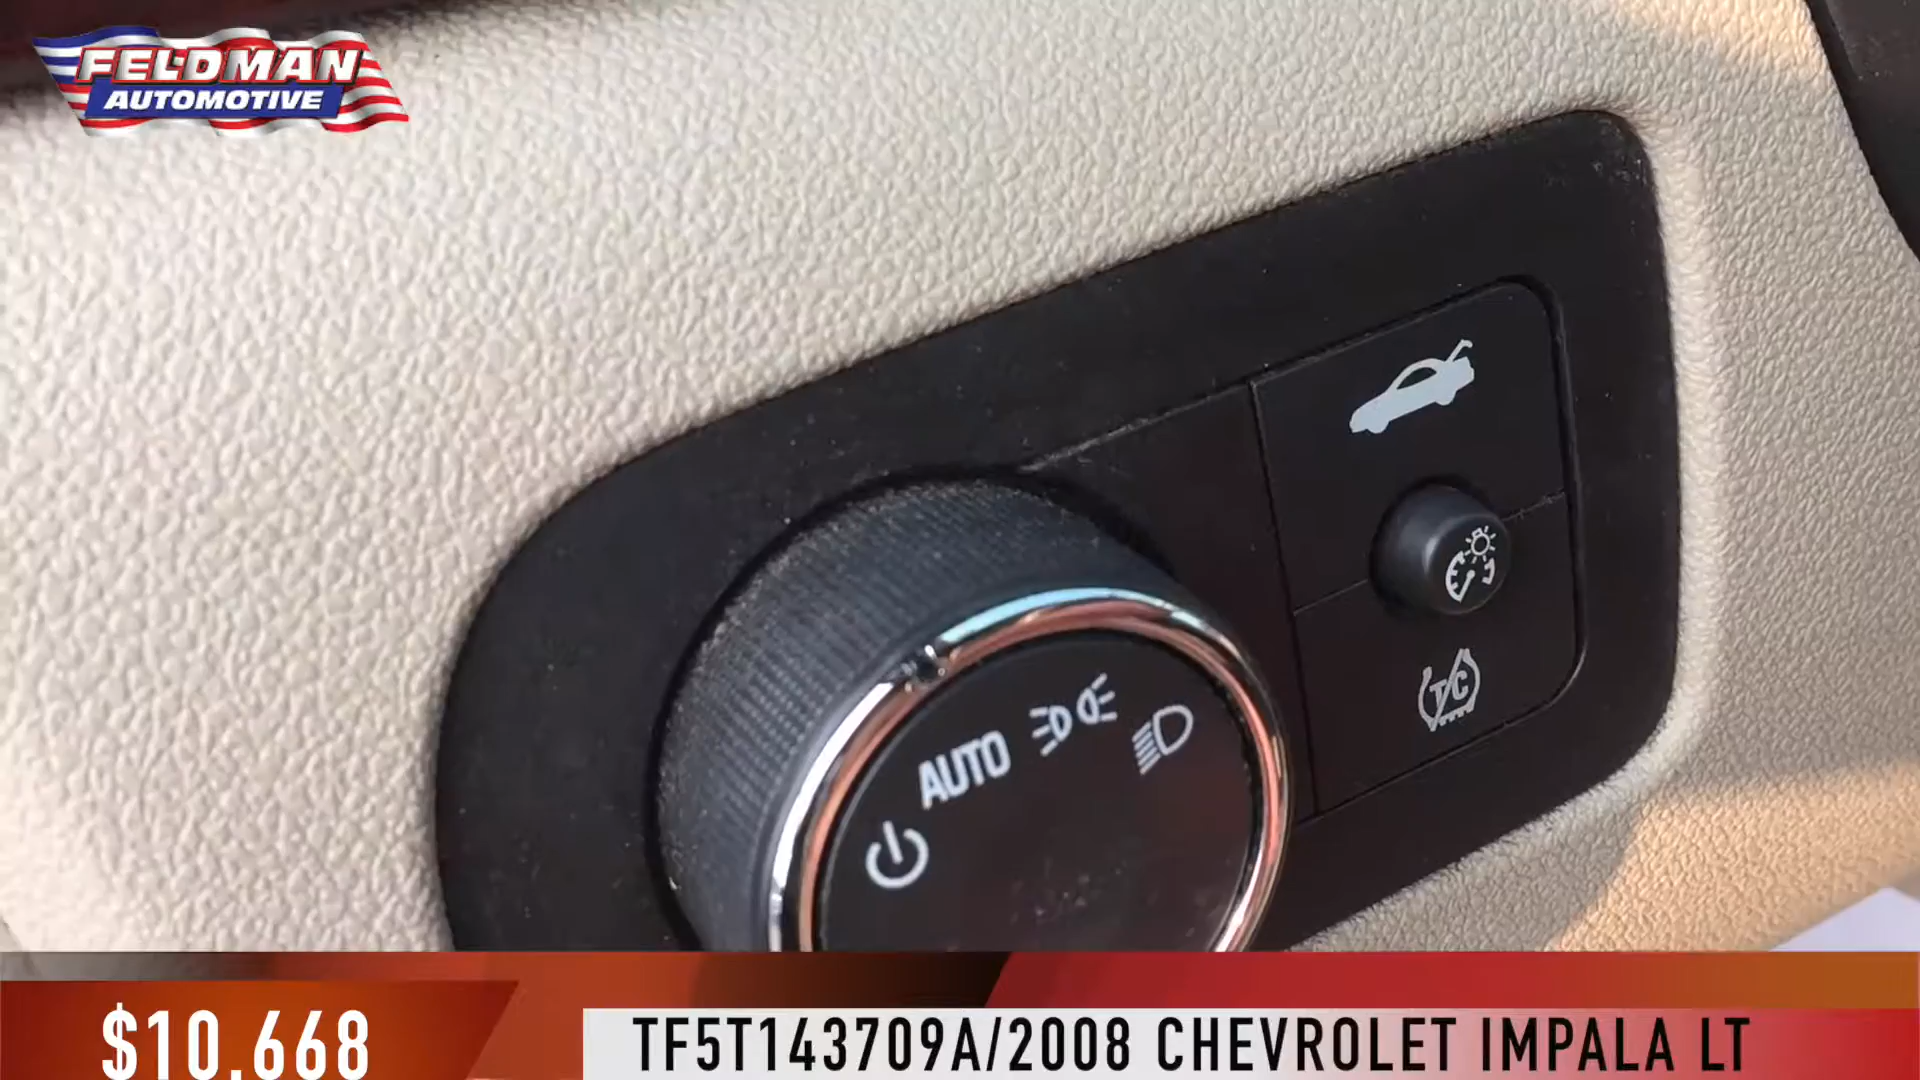 FELDMAN
AUTOMOTIVE
T/C
AUTO
$10,668
TF5T143709A/2008 CHEVROLET IMPALA LT